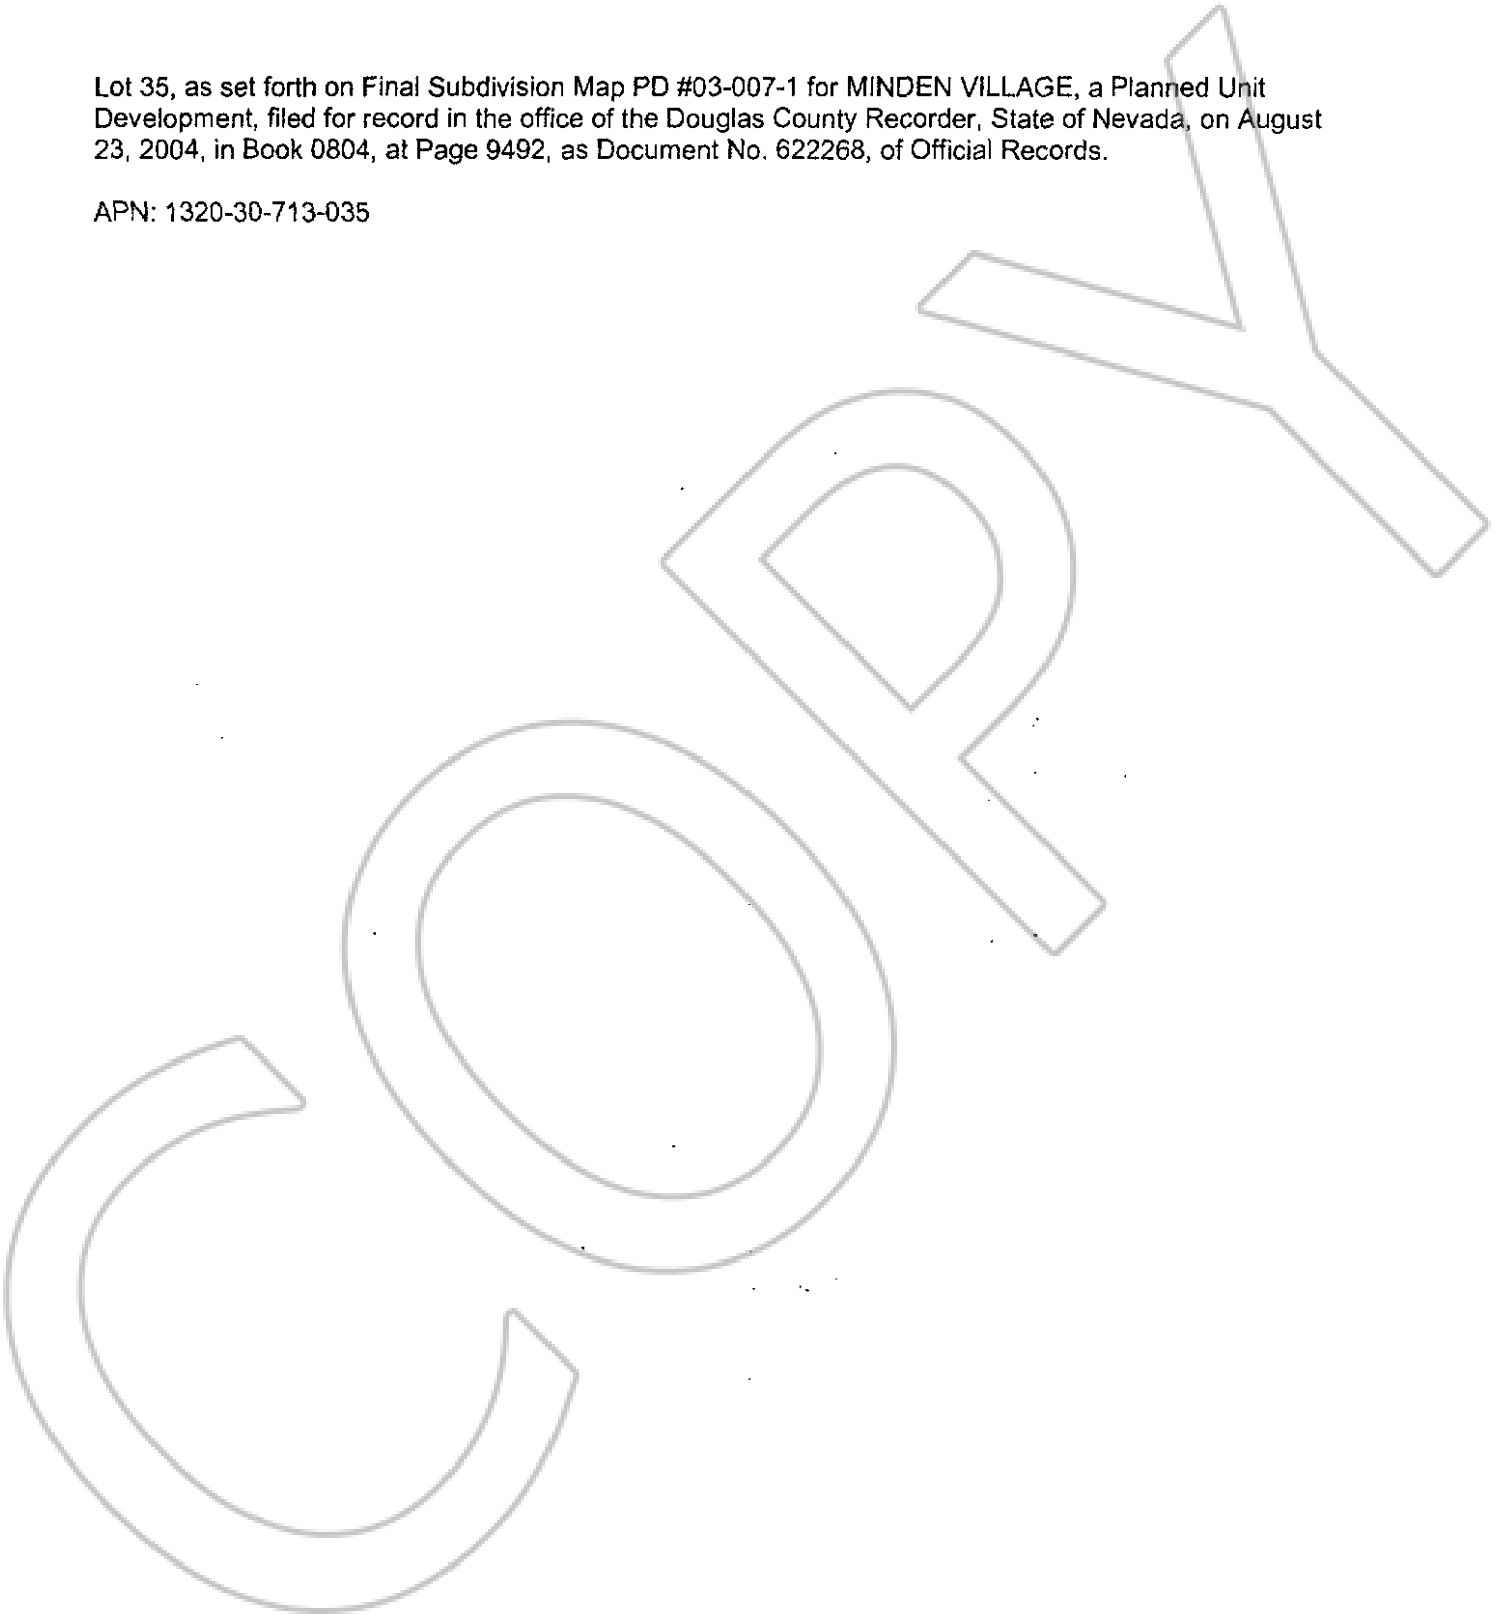 Lot 35, as set forth on Final Subdivision Map PD #03-007-1 for MINDEN VILLAGE, a Planned Unit
Development, filed for record in the office of the Douglas County Recorder, State of Nevada, on August
23, 2004, in Book 0804, at Page 9492, as Document No. 622268, of Official Records.
APN: 1320-30-713-035
COPY